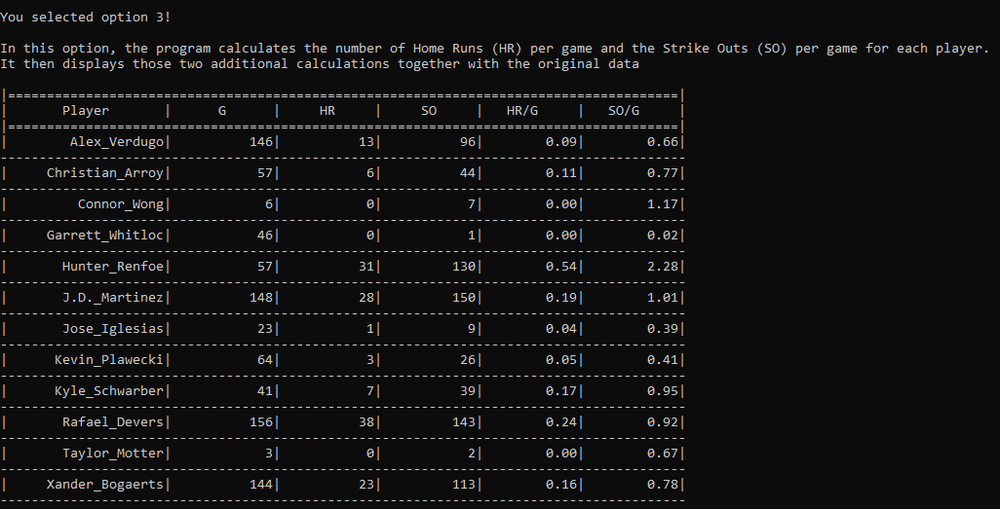 You selected option 3!
In this option, the program calculates the number of Home Runs (HR) per game and the Strike Outs (SO) per game for each player.
It then displays those two additional calculations together with the original data
|======================================================================================|
| Player | G | HR | SO | HR/G | SO/G |
|======================================================================================|
| Alex_Verdugo| 146| 13| 96| 0.09| 0.66|
----------------------------------------------------------------------------------------
| Christian_Arroy| 57| 6| 44| 0.11| 0.77|
----------------------------------------------------------------------------------------
| Connor_Wong| 6| 0| 7| 0.00| 1.17|
----------------------------------------------------------------------------------------
| Garrett_Whitloc| 46| 0| 1| 0.00| 0.02|
----------------------------------------------------------------------------------------
| Hunter_Renfoe| 57| 31| 130| 0.54| 2.28|
----------------------------------------------------------------------------------------
| J.D._Martinez| 148| 28| 150| 0.19| 1.01|
----------------------------------------------------------------------------------------
| Jose_Iglesias| 23| 1| 9| 0.04| 0.39|
----------------------------------------------------------------------------------------
| Kevin_Plawecki| 64| 3| 26| 0.05| 0.41|
----------------------------------------------------------------------------------------
| Kyle_Schwarber| 41| 7| 39| 0.17| 0.95|
----------------------------------------------------------------------------------------
| Rafael_Devers| 156| 38| 143| 0.24| 0.92|
----------------------------------------------------------------------------------------
| Taylor_Motter| 3| 0| 2| 0.00| 0.67|
----------------------------------------------------------------------------------------
| Xander_Bogaerts| 144| 23| 113| 0.16| 0.78|
----------------------------------------------------------------------------------------